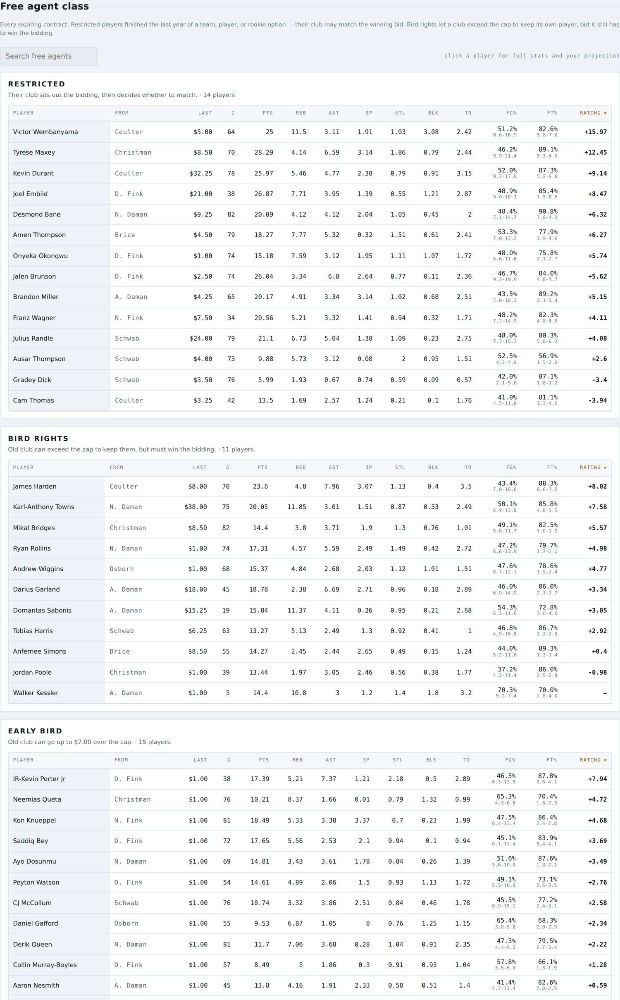 Free agent class
Every expiring contract. Restricted players finished the last year of a team, player, or rookie option — their club may match the winning bid. Bird rights let a club exceed the cap to keep its own player, but it still has
to win the bidding.
Search free agents
click a player for full stats and your projection
RESTRICTED
Their club sits out the bidding, then decides whether to match. · 14 players
PLAYER FROM LAST G PTS REB AST 3P STL BLK TO FG% FT% RATING ▼
Victor Wembanyama Coulter $5.00 64 25 11.5 3.11 1.91 1.03 3.08 2.42 51.2% 82.6% +15.97
8.6-16.9 5.8-7.0
Tyrese Maxey Christman $8.50 70 28.29 4.14 6.59 3.14 1.86 0.79 2.44 46.2% 89.1% +12.45
9.9-21.4 5.3-6.0
Kevin Durant Coulter $32.25 78 25.97 5.46 4.77 2.38 0.79 0.91 3.15 52.0% 87.3% +9.14
9.2-17.6 5.2-6.0
Joel Embiid D. Fink $21.00 38 26.87 7.71 3.95 1.39 0.55 1.21 2.87 48.9% 85.4% +8.47
9.0-18.3 7.5-8.8
Desmond Bane N. Daman $9.25 82 20.09 4.12 4.12 2.04 1.05 0.45 2 48.4% 90.8% +6.32
7.1-14.7 3.8-4.2
Amen Thompson Brice $4.50 79 18.27 7.77 5.32 0.32 1.51 0.61 2.41 53.3% 77.9% +6.27
7.0-13.2 3.9-4.9
Onyeka Okongwu D. Fink $1.00 74 15.18 7.59 3.12 1.95 1.11 1.07 1.72 48.0% 75.8% +5.74
5.6-11.6 2.1-2.7
Jalen Brunson D. Fink $2.50 74 26.04 3.34 6.8 2.64 0.77 0.11 2.36 46.7% 84.0% +5.62
9.3-19.9 4.8-5.7
Brandon Miller A. Daman $4.25 65 20.17 4.91 3.34 3.14 1.02 0.68 2.51 43.5% 89.2% +5.15
7.0-16.1 3.1-3.4
Franz Wagner N. Fink $7.50 34 20.56 5.21 3.32 1.41 0.94 0.32 1.71 48.2% 82.3% +4.11
7.2-14.9 4.8-5.8
Julius Randle Schwab $24.00 79 21.1 6.73 5.04 1.38 1.09 0.23 2.75 48.0% 80.3% +4.08
7.3-15.3 5.0-6.3
Ausar Thompson Schwab $4.00 73 9.88 5.73 3.12 0.08 2 0.95 1.51 52.5% 56.9% +2.6
4.2-7.9 1.5-2.6
Gradey Dick Schwab $3.50 76 5.99 1.93 0.67 0.74 0.59 0.09 0.57 42.0% 87.1% -3.4
2.1-5.0 1.0-1.2
Cam Thomas Coulter $3.25 42 13.5 1.69 2.57 1.24 0.21 0.1 1.76 41.0% 81.1% -3.94
4.5-11.0 3.3-4.0
BIRD RIGHTS
Old club can exceed the cap to keep them, but must win the bidding. · 11 players
PLAYER FROM LAST G PTS REB AST 3P STL BLK TO FG% FT% RATING ▼
James Harden Coulter $8.00 70 23.6 4.8 7.96 3.07 1.13 0.4 3.5 43.4% 88.3% +8.02
7.0-16.0 6.6-7.5
Karl-Anthony Towns N. Daman $38.00 75 20.05 11.85 3.01 1.51 0.87 0.53 2.49 50.1% 85.8% +7.58
6.9-13.8 4.8-5.5
Mikal Bridges Christman $8.50 82 14.4 3.8 3.71 1.9 1.3 0.76 1.01 49.1% 82.5% +5.57
5.8-11.7 1.0-1.2
Ryan Rollins N. Daman $1.00 74 17.31 4.57 5.59 2.49 1.49 0.42 2.72 47.2% 79.7% +4.98
6.6-13.9 1.7-2.1
Andrew Wiggins Osborn $1.00 68 15.37 4.84 2.68 2.03 1.12 1.01 1.51 47.6% 78.6% +4.77
5.7-12.1 1.9-2.4
Darius Garland A. Daman $18.00 45 18.78 2.38 6.69 2.71 0.96 0.18 2.89 46.0% 86.0% +3.34
6.9-14.9 2.3-2.7
Domantas Sabonis A. Daman $15.25 19 15.84 11.37 4.11 0.26 0.95 0.21 2.68 54.3% 72.8% +3.05
6.3-11.6 3.0-4.0
Tobias Harris Schwab $6.25 63 13.27 5.13 2.49 1.3 0.92 0.41 1 46.8% 86.7% +2.92
4.9-10.5 2.2-2.5
Anfernee Simons Brice $8.50 55 14.27 2.45 2.44 2.65 0.49 0.15 1.24 44.0% 89.3% +0.4
5.2-11.8 1.3-1.4
Jordan Poole Christman $1.00 39 13.44 1.97 3.05 2.46 0.56 0.38 1.77 37.2% 86.0% -0.98
4.2-11.4 2.5-2.9
Walker Kessler A. Daman $1.00 5 14.4 10.8 3 1.2 1.4 1.8 3.2 70.3% 70.0% —
5.2-7.4 2.8-4.0
EARLY BIRD
Old club can go up to $7.00 over the cap. · 15 players
PLAYER FROM LAST G PTS REB AST 3P STL BLK TO FG% FT% RATING ▼
IR-Kevin Porter Jr D. Fink $1.00 38 17.39 5.21 7.37 1.21 2.18 0.5 2.89 46.5% 87.8% +7.94
6.3-13.5 3.6-4.1
Neemias Queta Christman $1.00 76 10.21 8.37 1.66 0.01 0.79 1.32 0.99 65.3% 70.4% +4.72
4.3-6.6 1.6-2.3
Kon Knueppel N. Fink $1.00 81 18.49 5.33 3.38 3.37 0.7 0.23 1.99 47.5% 86.4% +4.68
6.4-13.4 2.4-2.8
Saddiq Bey D. Fink $1.00 72 17.65 5.56 2.53 2.1 0.94 0.1 0.94 45.1% 83.9% +3.69
6.1-13.4 3.4-4.1
Ayo Dosunmu N. Daman $1.00 69 14.81 3.43 3.61 1.78 0.84 0.26 1.39 51.6% 87.6% +3.49
5.6-10.8 1.8-2.1
Peyton Watson D. Fink $1.00 54 14.61 4.89 2.06 1.5 0.93 1.13 1.72 49.1% 73.1% +2.76
5.3-10.8 2.6-3.5
CJ McCollum Schwab $1.00 76 18.74 3.32 3.86 2.51 0.84 0.46 1.78 45.5% 77.2% +2.58
6.9-15.2 2.4-3.1
Daniel Gafford Osborn $1.00 55 9.53 6.87 1.05 0 0.76 1.25 1.15 65.4% 68.3% +2.34
3.8-5.8 2.0-2.9
Derik Queen N. Daman $1.00 81 11.7 7.06 3.68 0.28 1.04 0.91 2.35 47.3% 79.5% +2.22
4.4-9.2 2.7-3.4
Collin Murray-Boyles D. Fink $1.00 57 8.49 5 1.86 0.3 0.91 0.93 1.04 57.8% 66.1% +1.28
3.5-6.0 1.3-1.9
Aaron Nesmith A. Daman $1.00 45 13.8 4.16 1.91 2.33 0.58 0.51 1.4 41.4% 82.6% +0.59
4.7-11.4 2.0-2.5